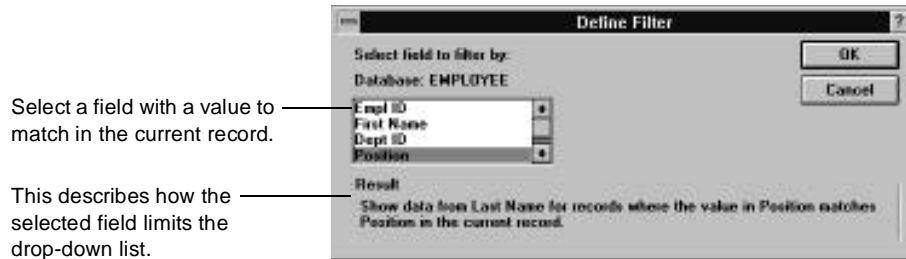 Define Filter
?
Select field to filter by:
OK
Database: EMPLOYEE
Cancel
Select a field with a value to
match in the current record.
Empl ID
First Name
Dept ID
Position
This describes how the
selected field limits the
drop-down list.
Result
Show data from Last Name for records where the value in Position matches
Position in the current record.